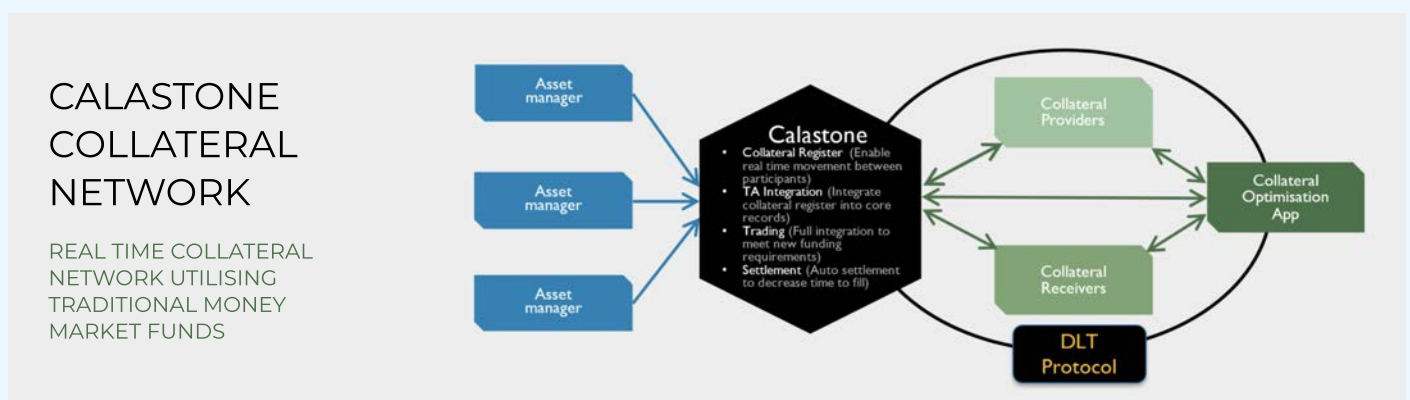 CALASTONE
COLLATERAL
NETWORK
REAL TIME COLLATERAL
NETWORK UTILISING
TRADITIONAL MONEY
MARKET FUNDS
Asset
manager
Asset
manager
Asset
manager
Calastone
• Collateral Register (Enable
real time movement between
participants)
• TA Integration (Integrate
collateral register into core
records)
• Trading (Full integration to
meet new funding
requirements)
• Settlement (Auto settlement
to decrease time to fill)
Collateral
Providers
Collateral
Optimisation
App
Collateral
Receivers
DLT
Protocol